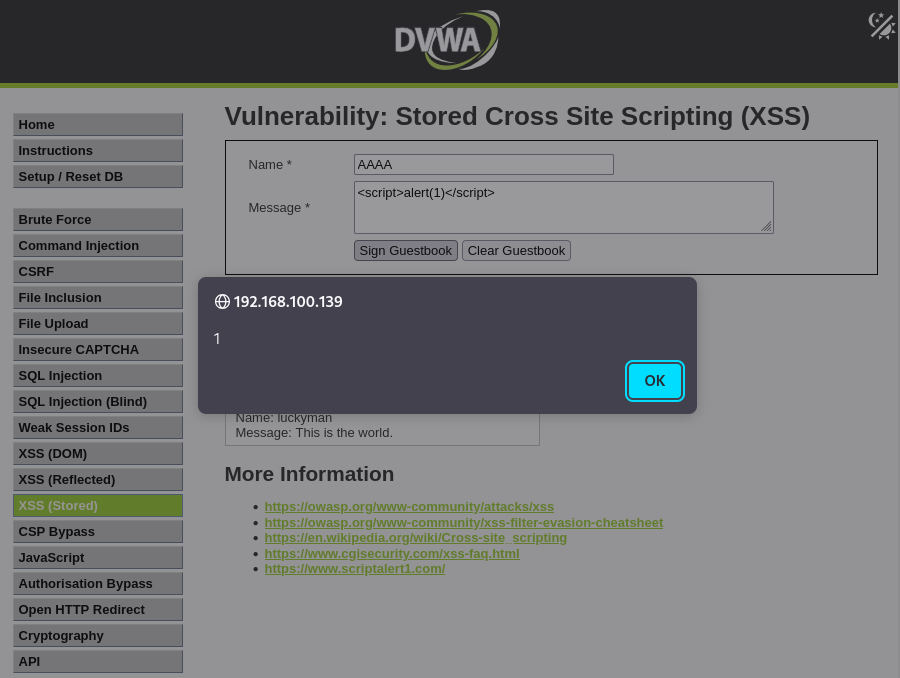 DVWA
Home
Instructions
Setup / Reset DB
Brute Force
Command Injection
CSRF
File Inclusion
File Upload
Insecure CAPTCHA
SQL Injection
SQL Injection (Blind)
Weak Session IDs
XSS (DOM)
XSS (Reflected)
XSS (Stored)
CSP Bypass
JavaScript
Authorisation Bypass
Open HTTP Redirect
Cryptography
API
Vulnerability: Stored Cross Site Scripting (XSS)
Name * AAAA
Message * <script>alert(1)</script>
Sign Guestbook Clear Guestbook
192.168.100.139
1
OK
Name: luckyman
Message: This is the world.
More Information
• https://owasp.org/www-community/attacks/xss
• https://owasp.org/www-community/xss-filter-evasion-cheatsheet
• https://en.wikipedia.org/wiki/Cross-site_scripting
• https://www.cgisecurity.com/xss-faq.html
• https://www.scriptalert1.com/